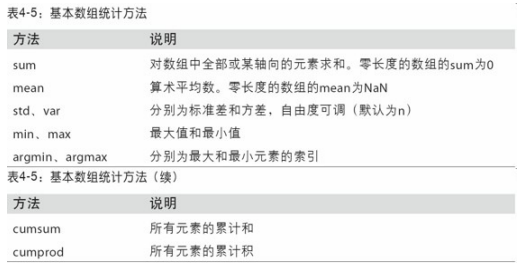 表4-5：基本数组统计方法
方法 说明
sum 对数组中全部或某轴向的元素求和。零长度的数组的sum为0
mean 算术平均数。零长度的数组的mean为NaN
std、var 分别为标准差和方差，自由度可调（默认为n）
min、max 最大值和最小值
argmin、argmax 分别为最大和最小元素的索引
表4-5：基本数组统计方法（续）
方法 说明
cumsum 所有元素的累计和
cumprod 所有元素的累计积